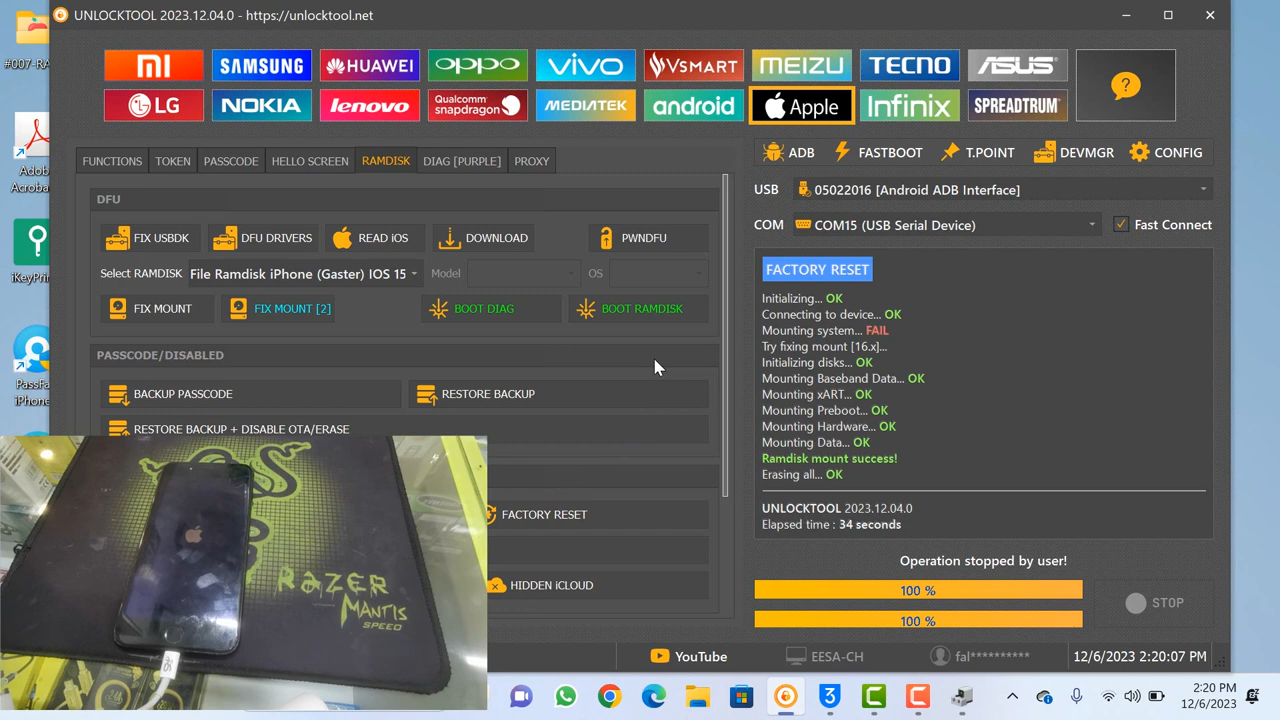 UNLOCKTOOL 2023.12.04.0 - https://unlocktool.net
#007-RA
Adob
Acroba
iKeyPrim
PassFa
iPhone
MI SAMSUNG HUAWEI OPPO vivo VSMART MEIZU TECNO ASUS
LG NOKIA lenovo Qualcomm snapdragon MEDIATEK android Apple Infinix SPREADTRUM
?
FUNCTIONS TOKEN PASSCODE HELLO SCREEN RAMDISK DIAG [PURPLE] PROXY
DFU
FIX USBDK DFU DRIVERS READ iOS DOWNLOAD PWNDFU
Select RAMDISK File Ramdisk iPhone (Gaster) IOS 15 Model OS
FIX MOUNT FIX MOUNT [2] BOOT DIAG BOOT RAMDISK
PASSCODE/DISABLED
BACKUP PASSCODE RESTORE BACKUP
RESTORE BACKUP + DISABLE OTA/ERASE
FACTORY RESET
HIDDEN iCLOUD
RAZER
MANTIS
SPEED
ADB FASTBOOT T.POINT DEVMGR CONFIG
USB 05022016 [Android ADB Interface]
COM COM15 (USB Serial Device) Fast Connect
FACTORY RESET
Initializing... OK
Connecting to device... OK
Mounting system... FAIL
Try fixing mount [16.x]...
Initializing disks... OK
Mounting Baseband Data... OK
Mounting xART... OK
Mounting Preboot... OK
Mounting Hardware... OK
Mounting Data... OK
Ramdisk mount success!
Erasing all... OK
UNLOCKTOOL 2023.12.04.0
Elapsed time : 34 seconds
Operation stopped by user!
100 %
100 %
STOP
YouTube EESA-CH fal********** 12/6/2023 2:20:07 PM
2:20 PM
12/6/2023